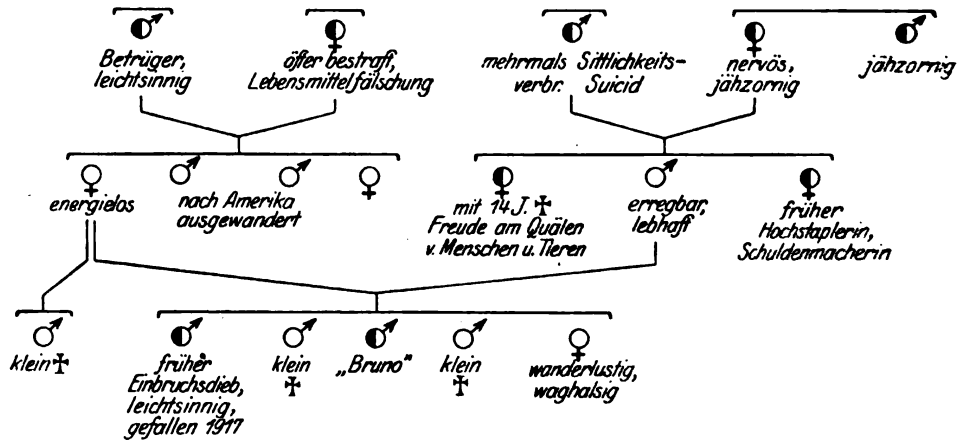 Betrüger,
leichtsinnig
öfter bestraft,
Lebensmittelfälschung
mehrmals Sittlichkeits-
verbr. Suicid
nervös,
jähzornig
jähzornig
energielos
nach Amerika
ausgewandert
mit 14 J. ✠
Freude am Quälen
v. Menschen u. Tieren
erregbar,
lebhaft
früher
Hochstaplerin,
Schuldenmacherin
klein ✠
früher
Einbruchsdieb,
leichtsinnig,
gefallen 1917
klein
✠
„Bruno"
klein
✠
wanderlustig,
waghalsig